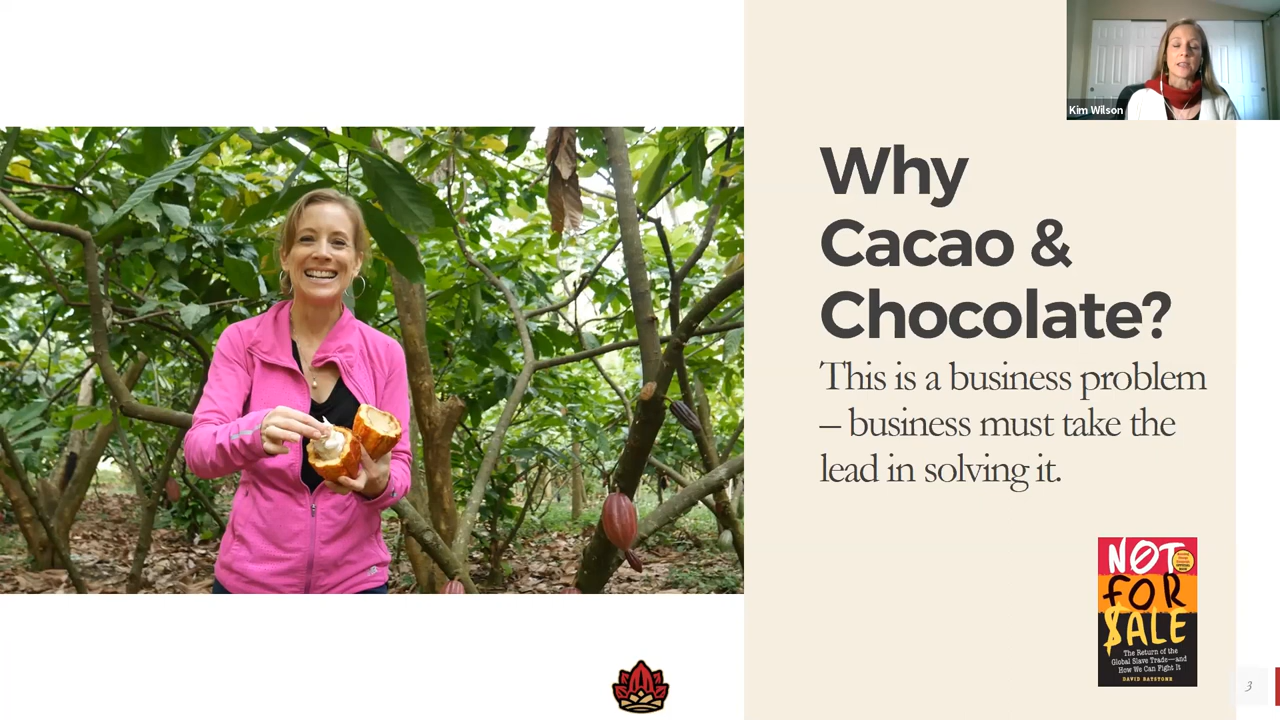 Kim Wilson
Why
Cacao &
Chocolate?
This is a business problem
– business must take the
lead in solving it.
NOT
FOR
$ALE
The Return of the
Global Slave Trade—and
How We Can Fight It
DAVID BATSTONE
3